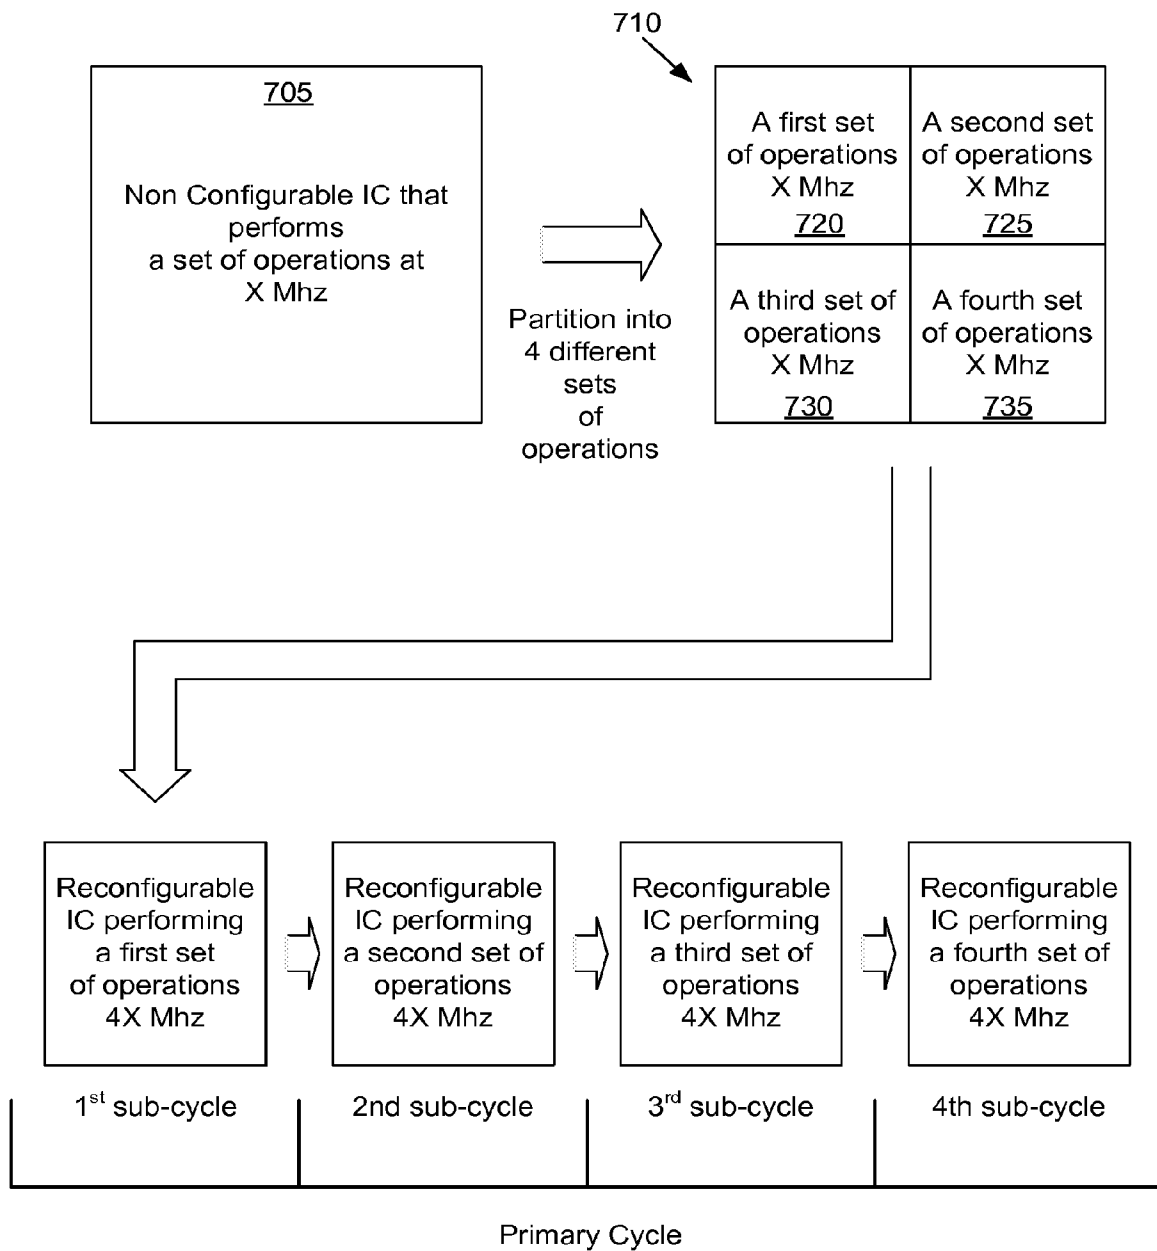 710
705
Non Configurable IC that
performs
a set of operations at
X Mhz
Partition into
4 different
sets
of
operations
A first set
of operations
X Mhz
720
A second set
of operations
X Mhz
725
A third set of
operations
X Mhz
730
A fourth set
of operations
X Mhz
735
Reconfigurable
IC performing
a first set
of operations
4X Mhz
Reconfigurable
IC performing
a second set of
operations
4X Mhz
Reconfigurable
IC performing
a third set of
operations
4X Mhz
Reconfigurable
IC performing
a fourth set of
operations
4X Mhz
1st sub-cycle
2nd sub-cycle
3rd sub-cycle
4th sub-cycle
Primary Cycle